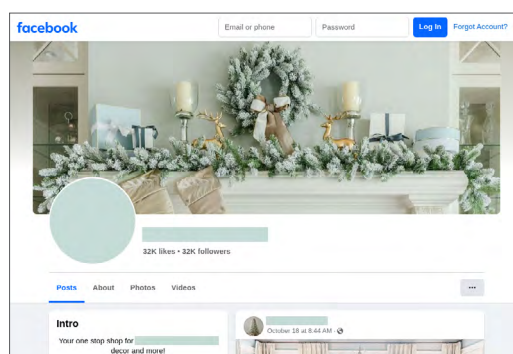 facebook
Email or phone
Password
Log In
Forgot Account?
32K likes • 32K followers
Posts
About
Photos
Videos
...
Intro
Your one stop shop for
decor and more!
October 18 at 8:44 AM ·